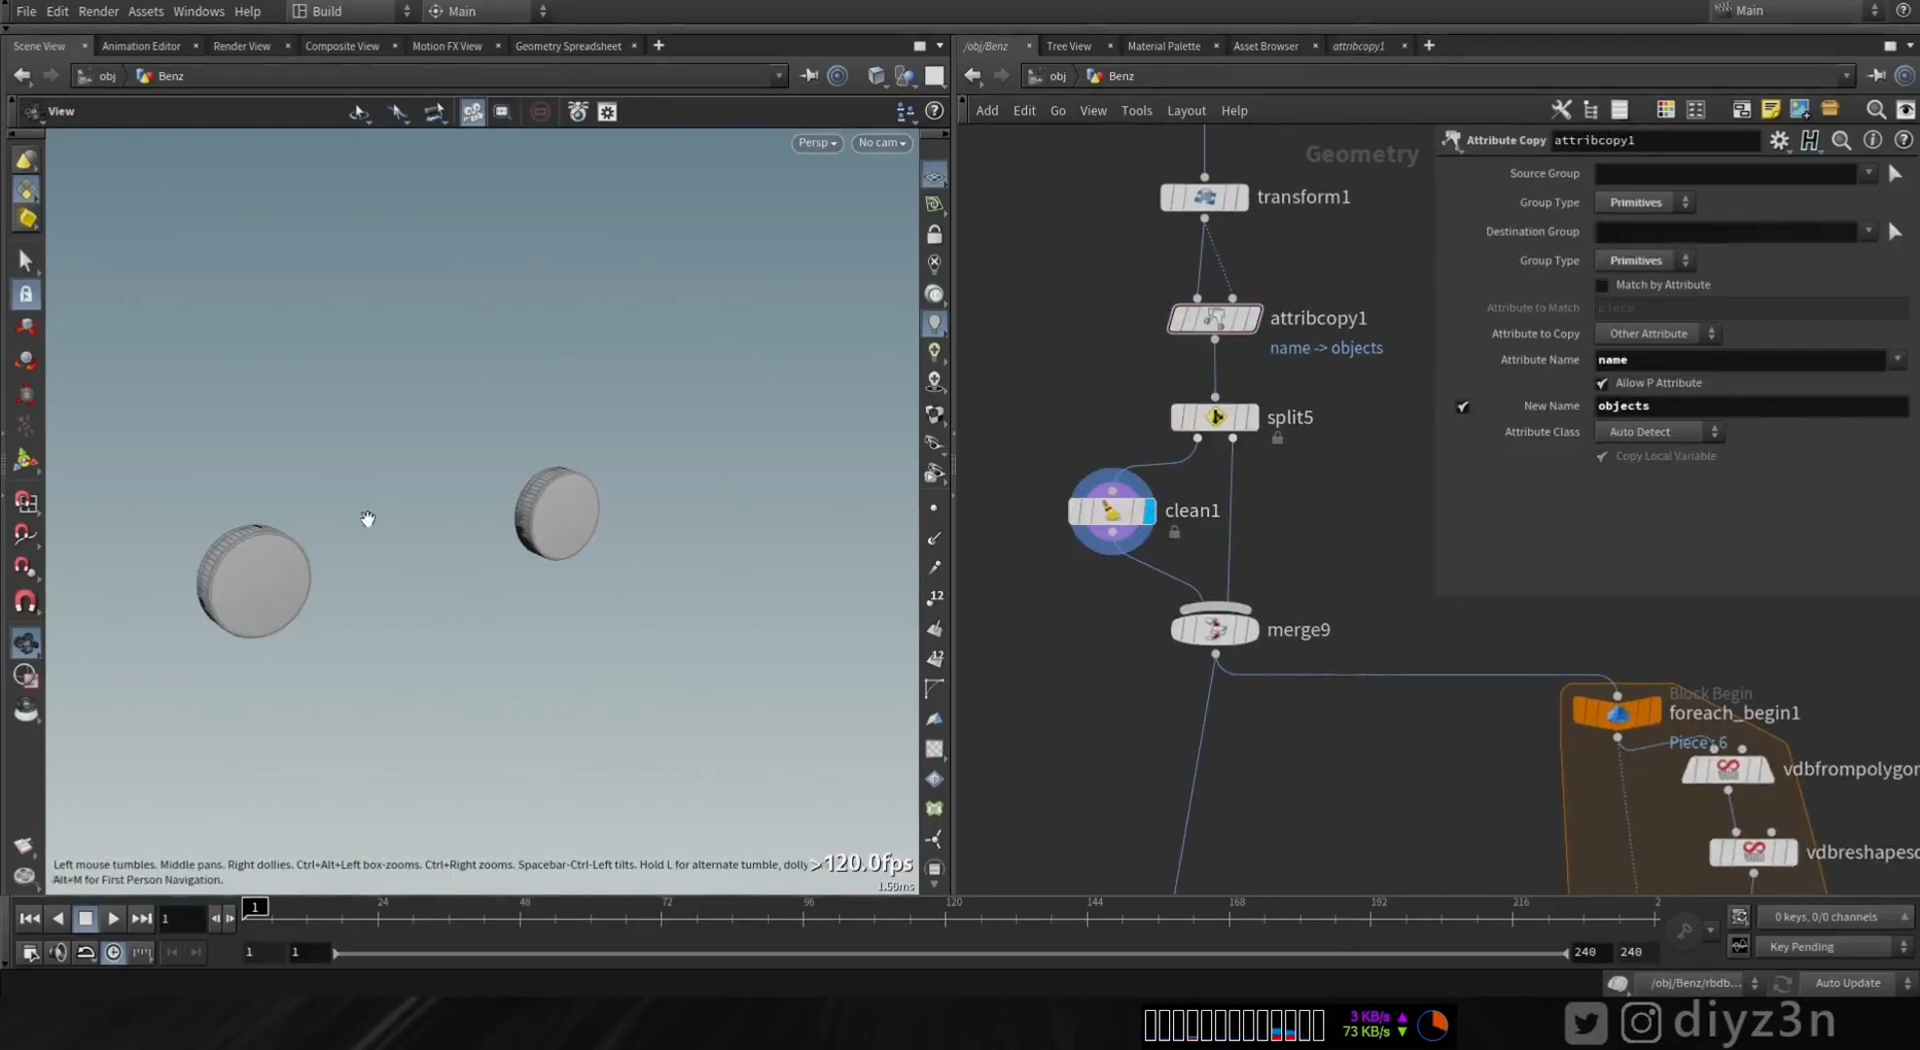 File Edit Render Assets Windows Help Build Main Main
Scene View Animation Editor Render View Composite View Motion FX View Geometry Spreadsheet /obj/Benz Tree View Material Palette Asset Browser attribcopy1
obj Benz obj Benz
View
Add Edit Go View Tools Layout Help
Persp No cam
Geometry
Attribute Copy attribcopy1
Source Group
Group Type Primitives
Destination Group
Group Type Primitives
Match by Attribute
Attribute to Match piece
Attribute to Copy Other Attribute
Attribute Name name
Allow P Attribute
New Name objects
Attribute Class Auto Detect
Copy Local Variable
transform1
attribcopy1
name -> objects
split5
clean1
merge9
Block Begin
foreach_begin1
Piece: 6
vdbfrompolygon
vdbreshapesd
12
12
Left mouse tumbles. Middle pans. Right dollies. Ctrl+Alt+Left box-zooms. Ctrl+Right zooms. Spacebar-Ctrl-Left tilts. Hold L for alternate tumble, dolly
Alt+M for First Person Navigation.
>120.0fps
1.50ms
1 1 24 48 72 96 120 144 168 192 216 2
0 keys, 0/0 channels
1 1 240 240 Key Pending
/obj/Benz/rbdb... Auto Update
3 KB/s
73 KB/s
diyz3n